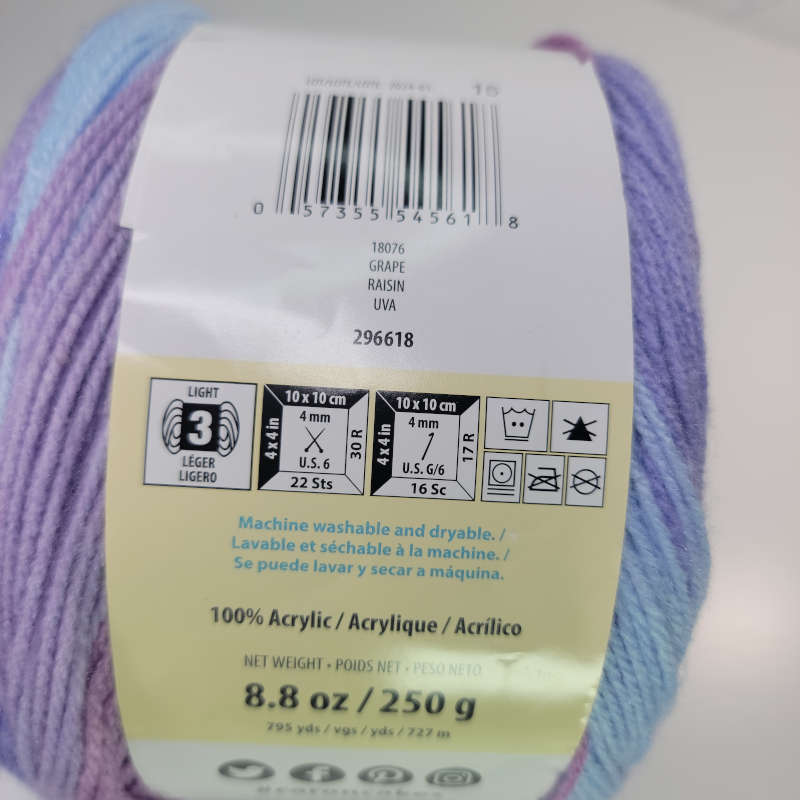 15
0 57355 54561 8
18076
GRAPE
RAISIN
UVA
296618
LIGHT
3
LÉGER
LIGERO
10 x 10 cm
4 x 4 in
4 mm
30 R
U.S. 6
22 Sts
10 x 10 cm
4 x 4 in
4 mm
17 R
U.S. G/6
16 Sc
Machine washable and dryable. /
Lavable et séchable à la machine. /
Se puede lavar y secar a máquina.
100% Acrylic / Acrylique / Acrílico
NET WEIGHT • POIDS NET • PESO NETO
8.8 oz / 250 g
795 yds / vgs / yds / 727 m